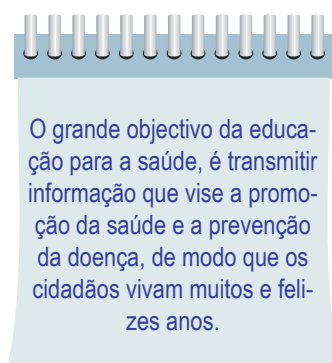 O grande objectivo da educa-
ção para a saúde, é transmitir
informação que vise a promo-
ção da saúde e a prevenção
da doença, de modo que os
cidadãos vivam muitos e feli-
zes anos.